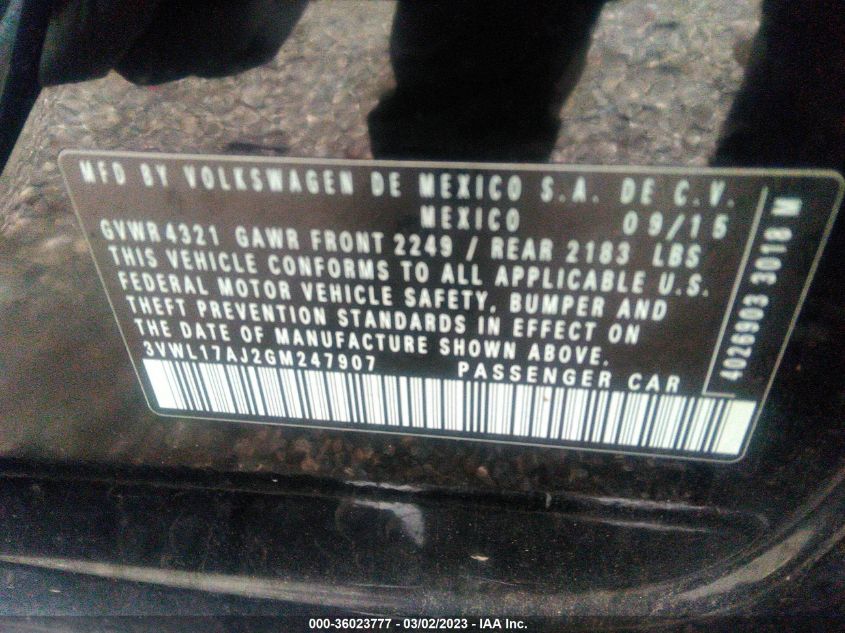 MFD BY VOLKSWAGEN DE MEXICO S.A. DE C.V.
MEXICO 09/15
GVWR 4321 GAWR FRONT 2249 / REAR 2183 LBS
THIS VEHICLE CONFORMS TO ALL APPLICABLE U.S.
FEDERAL MOTOR VEHICLE SAFETY, BUMPER AND
THEFT PREVENTION STANDARDS IN EFFECT ON
THE DATE OF MANUFACTURE SHOWN ABOVE.
3VWL17AJ2GM247907 PASSENGER CAR
4026903 3018 M
000-36023777 - 03/02/2023 - IAA Inc.